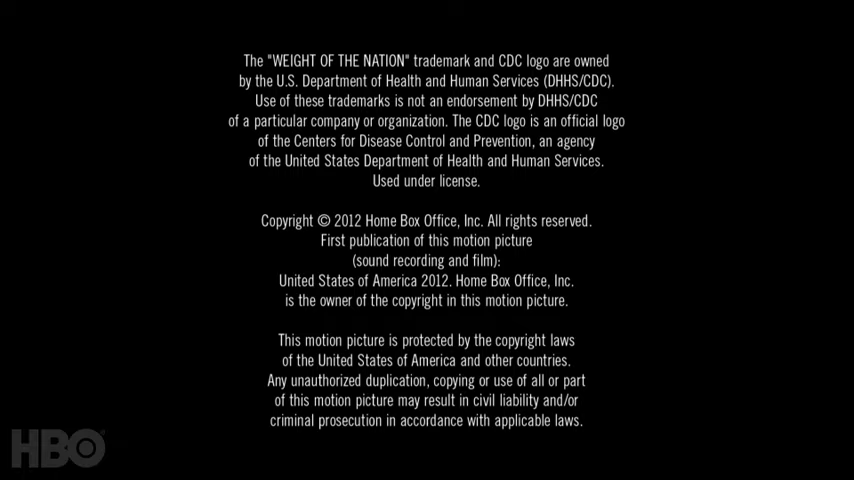 The "WEIGHT OF THE NATION" trademark and CDC logo are owned
by the U.S. Department of Health and Human Services (DHHS/CDC).
Use of these trademarks is not an endorsement by DHHS/CDC
of a particular company or organization. The CDC logo is an official logo
of the Centers for Disease Control and Prevention, an agency
of the United States Department of Health and Human Services.
Used under license.
Copyright © 2012 Home Box Office, Inc. All rights reserved.
First publication of this motion picture
(sound recording and film):
United States of America 2012. Home Box Office, Inc.
is the owner of the copyright in this motion picture.
This motion picture is protected by the copyright laws
of the United States of America and other countries.
Any unauthorized duplication, copying or use of all or part
of this motion picture may result in civil liability and/or
criminal prosecution in accordance with applicable laws.
HBO